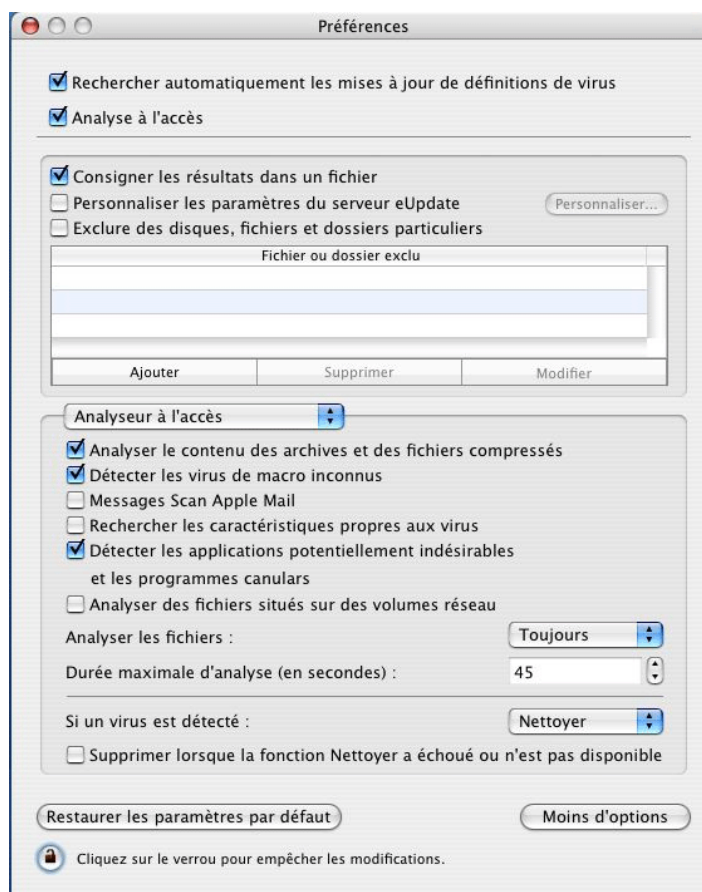 Préférences
Rechercher automatiquement les mises à jour de définitions de virus
Analyse à l'accès
Consigner les résultats dans un fichier
Personnaliser les paramètres du serveur eUpdate
Personnaliser...
Exclure des disques, fichiers et dossiers particuliers
Fichier ou dossier exclu
Ajouter
Supprimer
Modifier
Analyseur à l'accès
Analyser le contenu des archives et des fichiers compressés
Détecter les virus de macro inconnus
Messages Scan Apple Mail
Rechercher les caractéristiques propres aux virus
Détecter les applications potentiellement indésirables
et les programmes canulars
Analyser des fichiers situés sur des volumes réseau
Analyser les fichiers :
Toujours
Durée maximale d'analyse (en secondes) :
45
Si un virus est détecté :
Nettoyer
Supprimer lorsque la fonction Nettoyer a échoué ou n'est pas disponible
Restaurer les paramètres par défaut
Moins d'options
Cliquez sur le verrou pour empêcher les modifications.